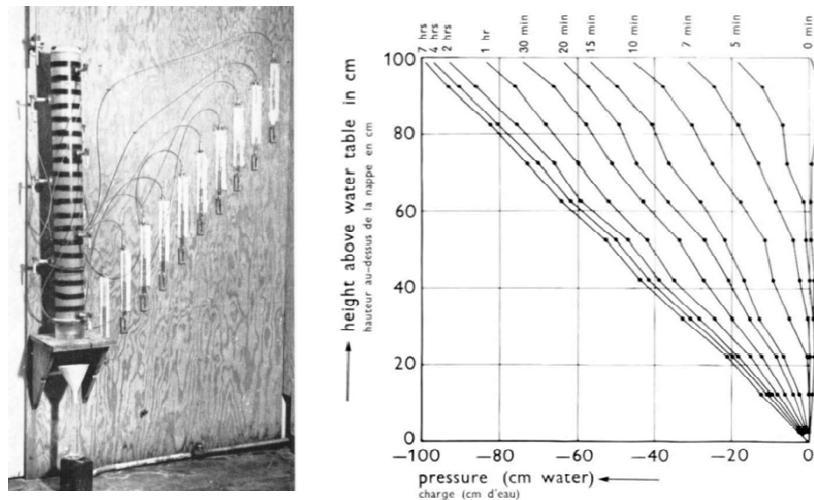 7 hrs
4 hrs
2 hrs
1 hr
30 min
20 min
15 min
10 min
7 min
5 min
0 min
100
80
60
40
20
0
height above water table in cm
hauteur au-dessus de la nappe en cm
−100
−80
−60
−40
−20
0
pressure (cm water)
charge (cm d'eau)